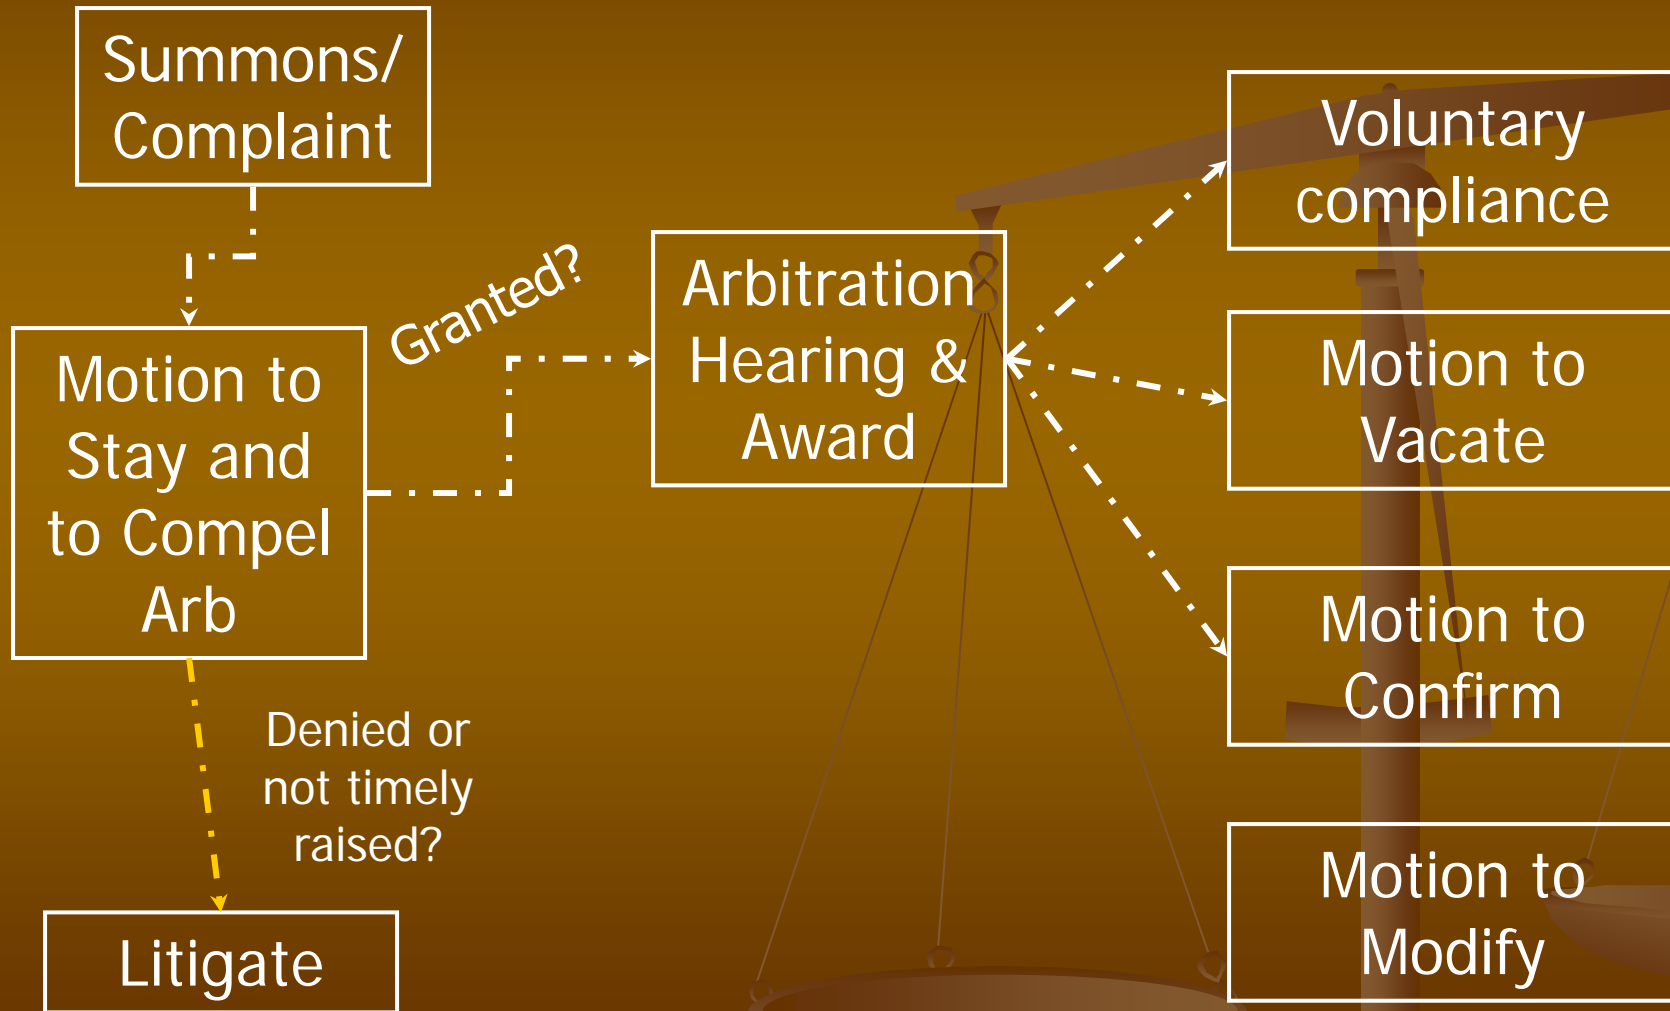 Summons/
Complaint
Motion to
Stay and
to Compel
Arb
Granted?
Denied or
not timely
raised?
Litigate
Arbitration
Hearing &
Award
Voluntary
compliance
Motion to
Vacate
Motion to
Confirm
Motion to
Modify